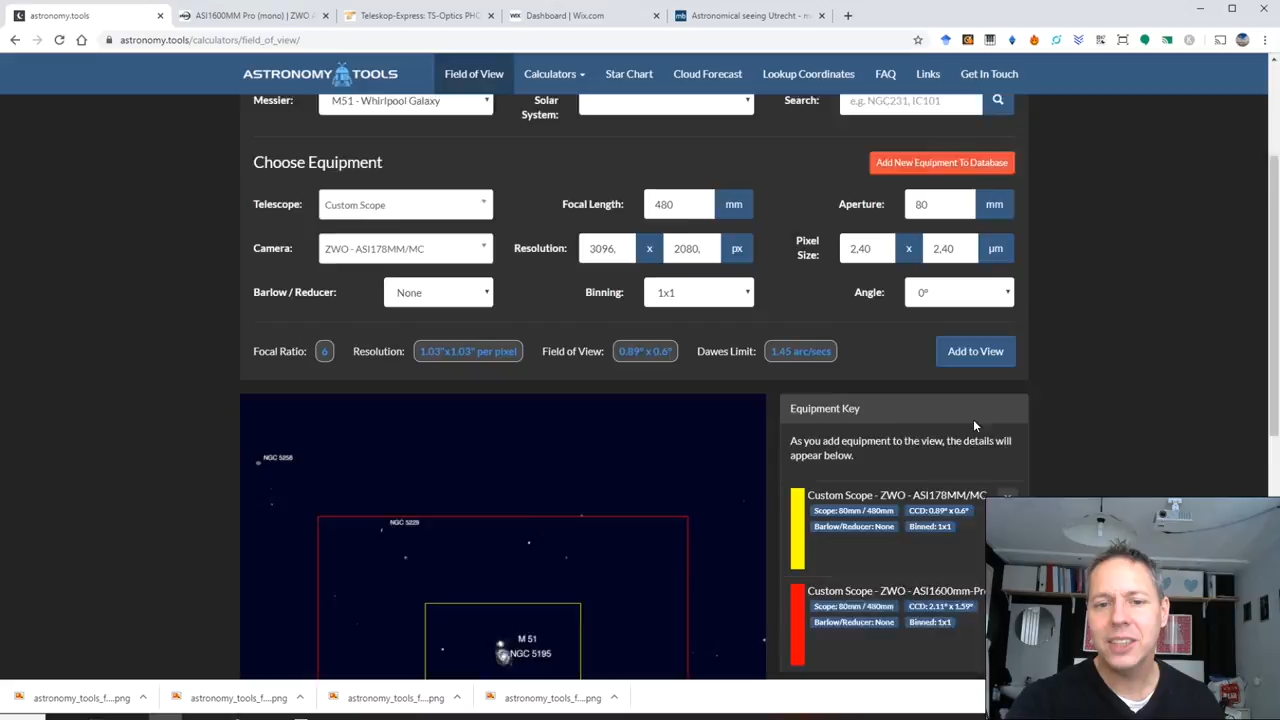 astronomy.tools
ASI1600MM Pro (mono) | ZWO A
Teleskop-Express: TS-Optics PHO
Dashboard | Wix.com
Astronomical seeing Utrecht - m
astronomy.tools/calculators/field_of_view/
ASTRONOMY TOOLS
Field of View
Calculators
Star Chart
Cloud Forecast
Lookup Coordinates
FAQ
Links
Get In Touch
Messier:
M51 - Whirlpool Galaxy
Solar System:
Search:
e.g. NGC231, IC101
Choose Equipment
Add New Equipment To Database
Telescope:
Custom Scope
Focal Length:
480
mm
Aperture:
80
mm
Camera:
ZWO - ASI178MM/MC
Resolution:
3096,
x
2080,
px
Pixel Size:
2,40
x
2,40
µm
Barlow / Reducer:
None
Binning:
1x1
Angle:
0°
Focal Ratio:
6
Resolution:
1.03"x1.03" per pixel
Field of View:
0.89° x 0.6°
Dawes Limit:
1.45 arc/secs
Add to View
Equipment Key
As you add equipment to the view, the details will
appear below.
NGC 5258
NGC 5229
M 51
NGC 5195
Custom Scope - ZWO - ASI178MM/MC
Scope: 80mm / 480mm
CCD: 0.89° x 0.6°
Barlow/Reducer: None
Binned: 1x1
Custom Scope - ZWO - ASI1600mm-Pr
Scope: 80mm / 480mm
CCD: 2.11° x 1.59°
Barlow/Reducer: None
Binned: 1x1
astronomy_tools_f....png
astronomy_tools_f....png
astronomy_tools_f....png
astronomy_tools_f....png